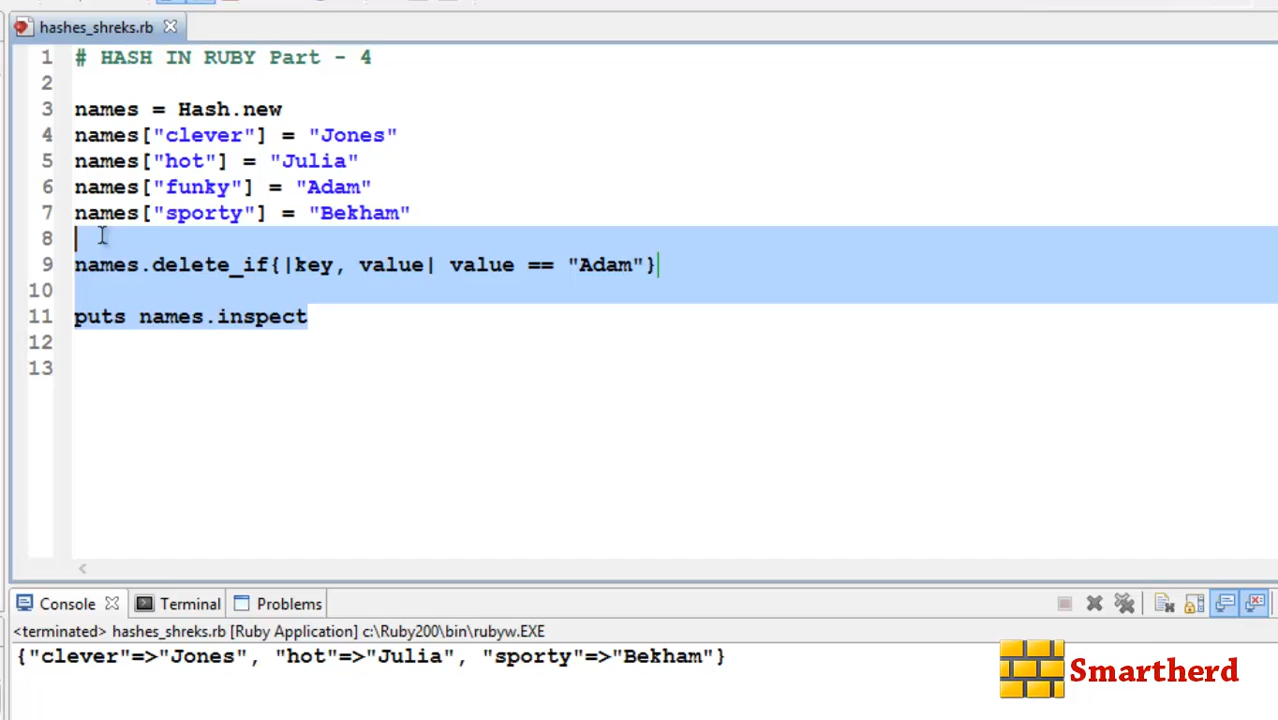 hashes_shreks.rb
1 # HASH IN RUBY Part - 4
2
3 names = Hash.new
4 names["clever"] = "Jones"
5 names["hot"] = "Julia"
6 names["funky"] = "Adam"
7 names["sporty"] = "Bekham"
8
9 names.delete_if{|key, value| value == "Adam"}
10
11 puts names.inspect
12
13
Console Terminal Problems
<terminated> hashes_shreks.rb [Ruby Application] c:\Ruby200\bin\rubyw.EXE
{"clever"=>"Jones", "hot"=>"Julia", "sporty"=>"Bekham"}
Smartherd